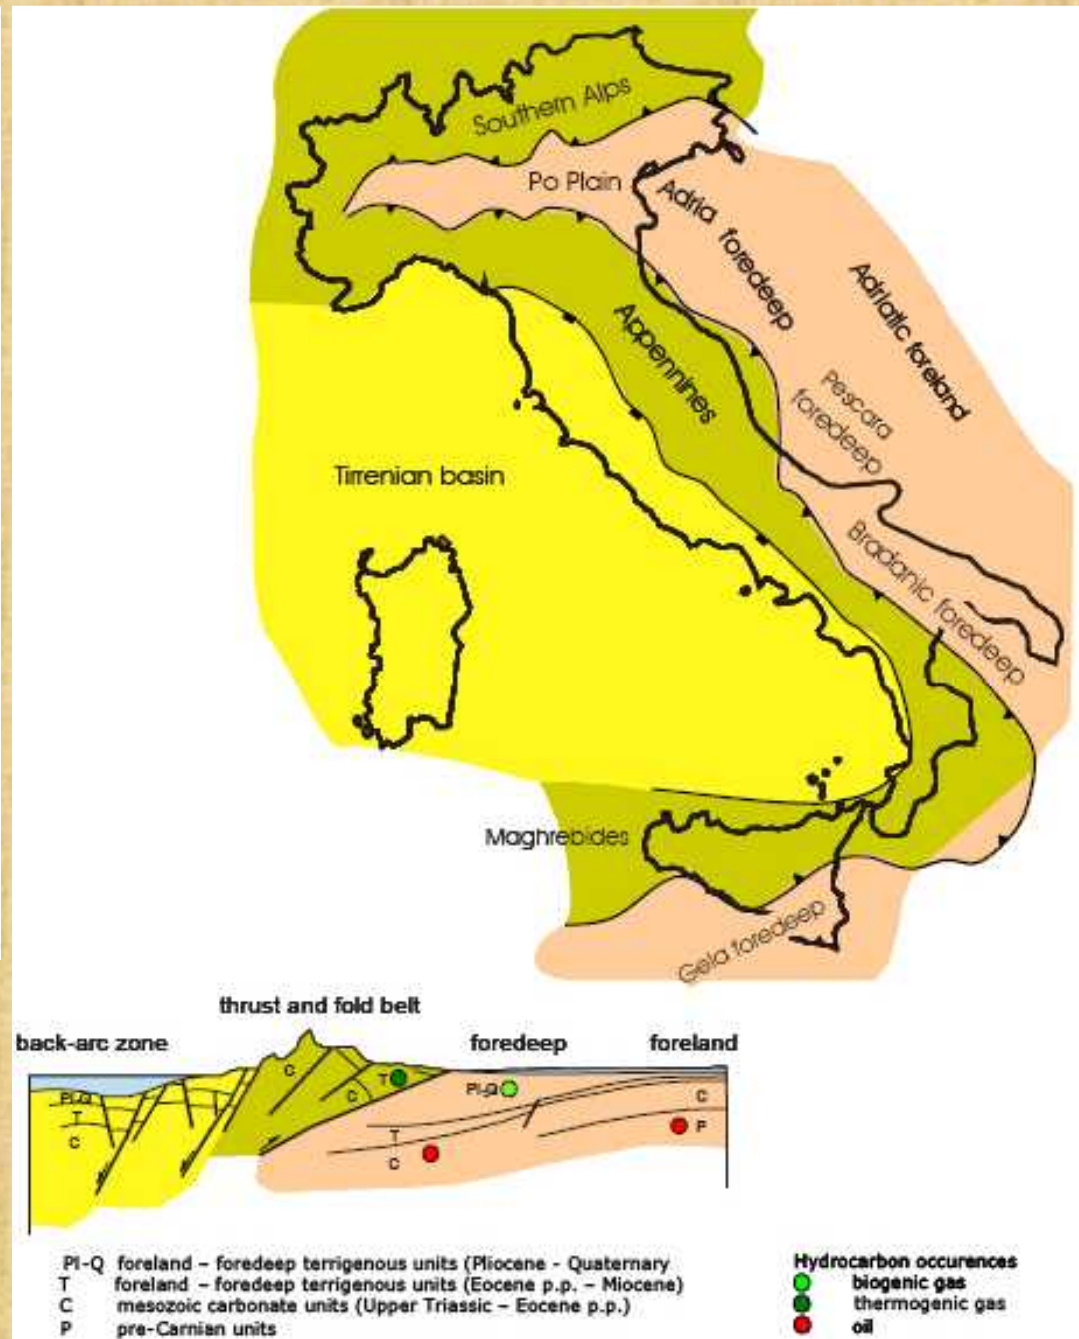 Southern Alps
Po Plain
Adria foredeep
Adriatic foreland
Appennines
Pescara
foredeep
Tirrenian basin
Bradanic foredeep
Maghrebides
Gela foredeep
thrust and fold belt
back-arc zone
foredeep
foreland
C
T
Pl-Q
C
C
Pl-Q
T
C
P
T
C
Pl-Q foreland – foredeep terrigenous units (Pliocene - Quaternary
T foreland – foredeep terrigenous units (Eocene p.p. – Miocene)
C mesozoic carbonate units (Upper Triassic – Eocene p.p.)
P pre-Carnian units
Hydrocarbon occurences
biogenic gas
thermogenic gas
oil